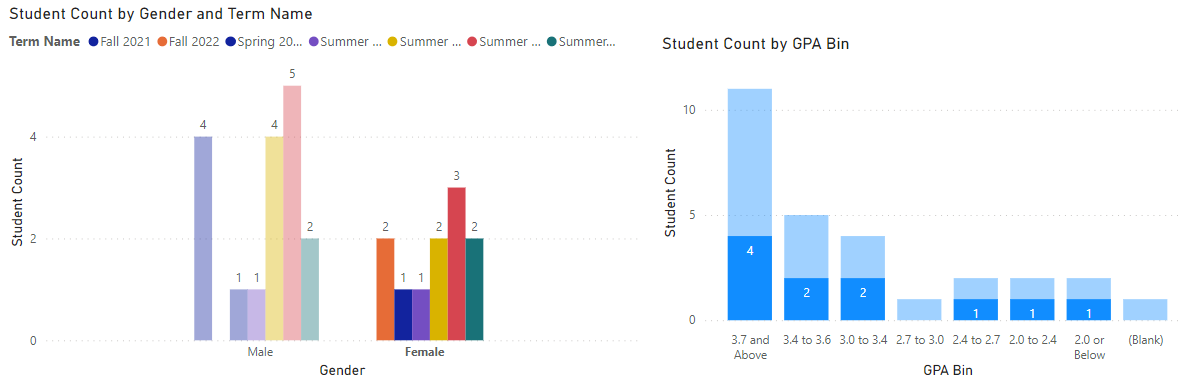 Student Count by Gender and Term Name
Term Name Fall 2021 Fall 2022 Spring 20... Summer ... Summer ... Summer ... Summer...
Student Count
4
2
0
4
1
1
4
5
2
2
1
1
2
3
2
Male
Female
Gender
Student Count by GPA Bin
Student Count
10
5
0
4
2
2
1
1
1
3.7 and
Above
3.4 to 3.6
3.0 to 3.4
2.7 to 3.0
2.4 to 2.7
2.0 to 2.4
2.0 or
Below
(Blank)
GPA Bin